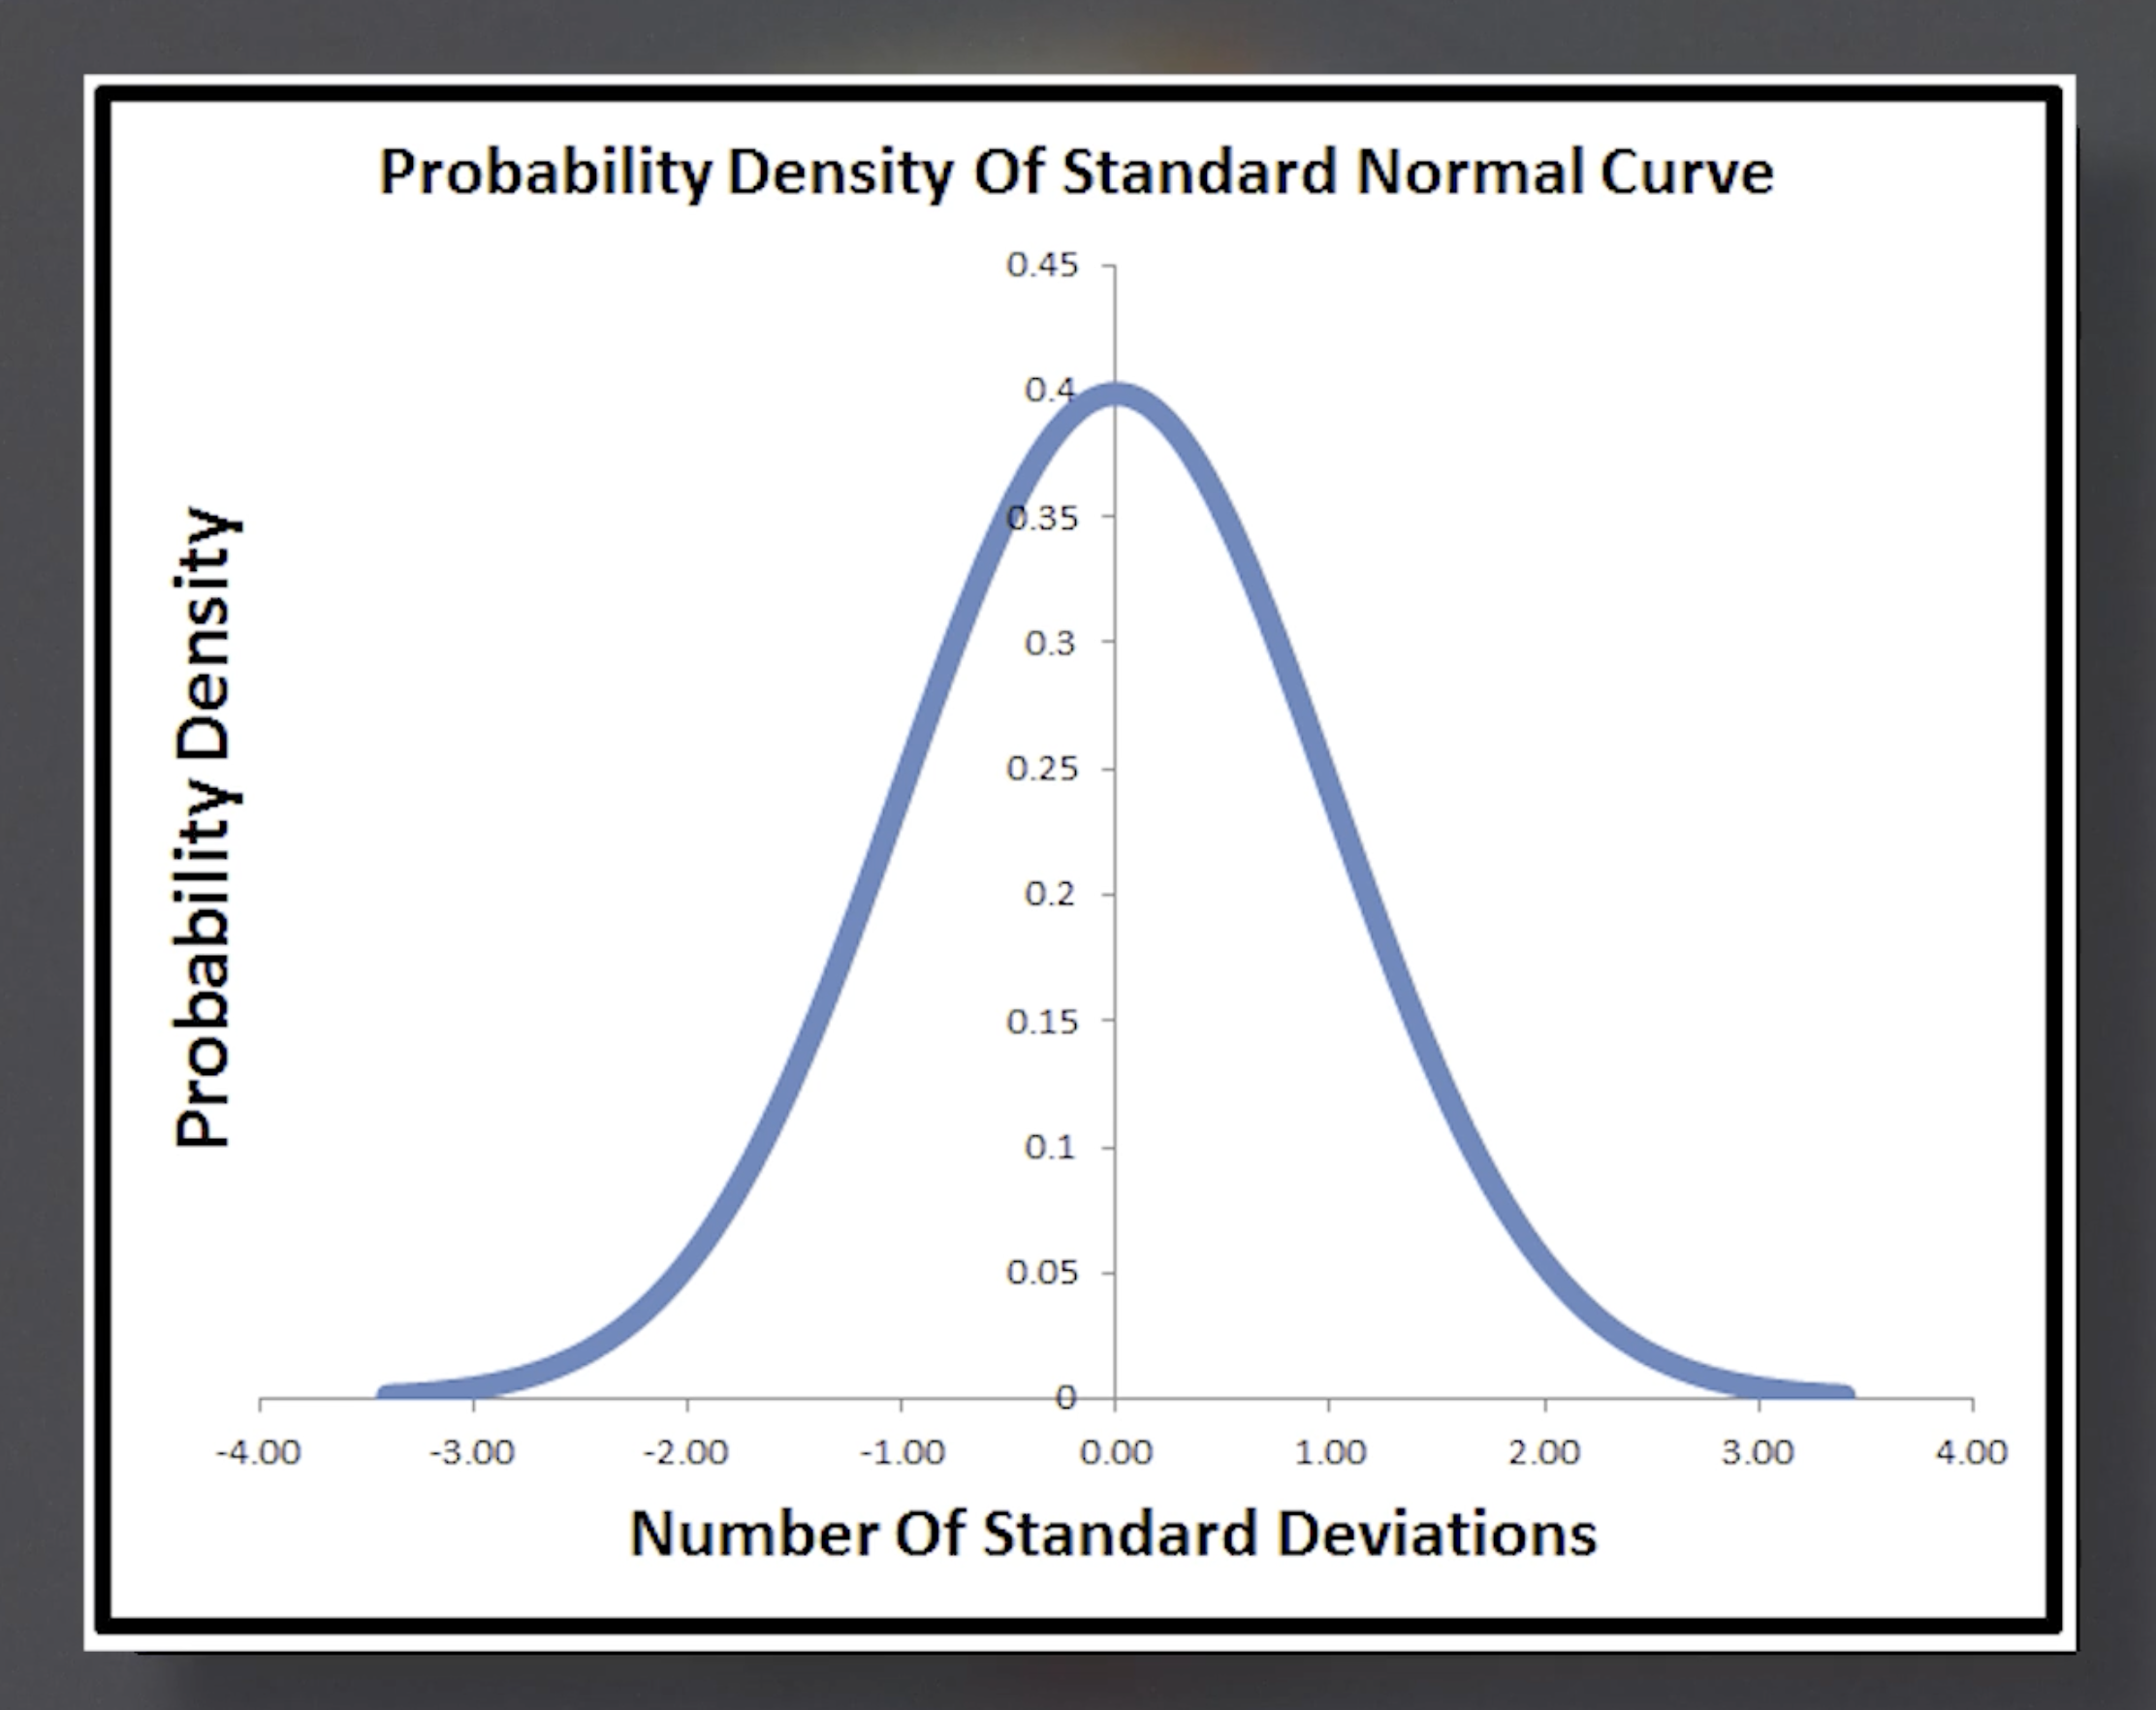 Probability Density Of Standard Normal Curve
0.45
0.4
0.35
0.3
0.25
0.2
0.15
0.1
0.05
0
Probability Density
-4.00 -3.00 -2.00 -1.00 0.00 1.00 2.00 3.00 4.00
Number Of Standard Deviations